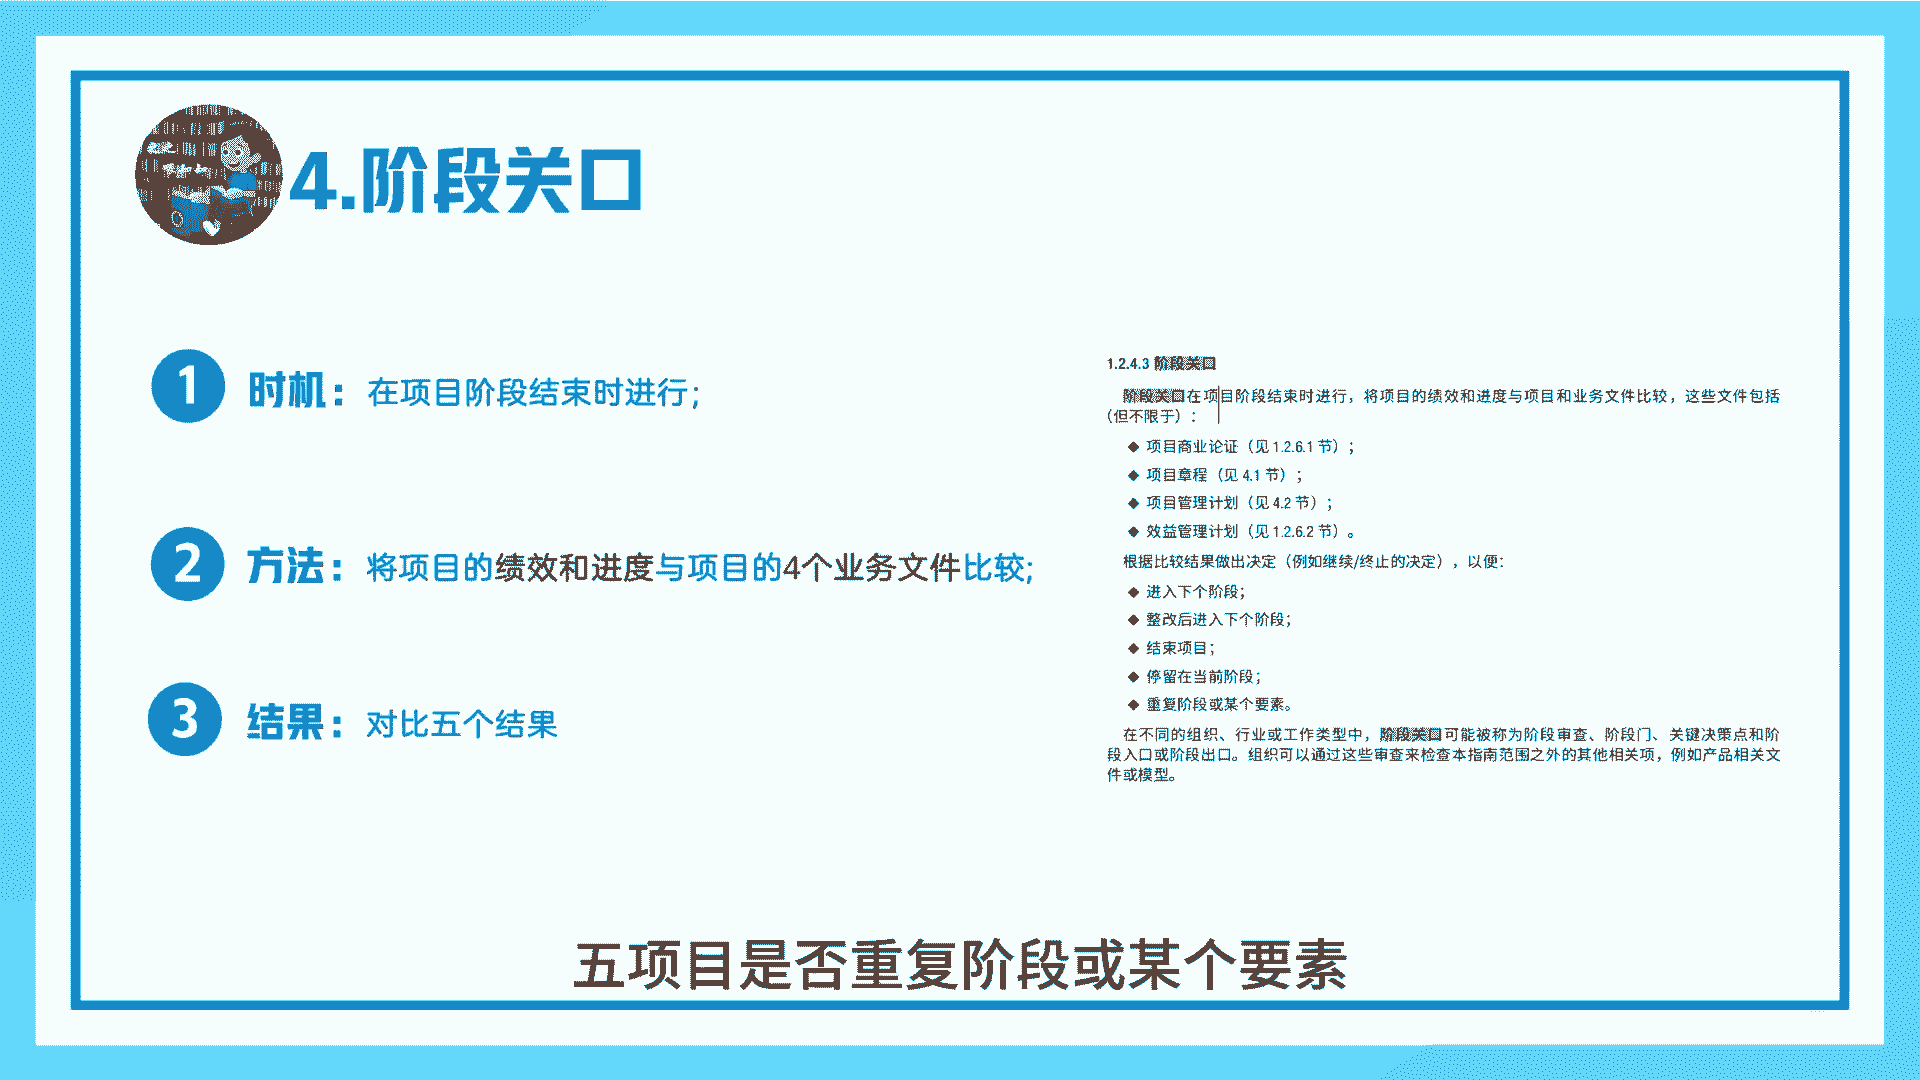 4.阶段关口
1 时机：在项目阶段结束时进行；
2 方法：将项目的绩效和进度与项目的4个业务文件比较；
3 结果：对比五个结果
1.2.4.3 阶段关口
阶段关口在项目阶段结束时进行，将项目的绩效和进度与项目和业务文件比较，这些文件包括
（但不限于）：
◆ 项目商业论证（见 1.2.6.1 节）；
◆ 项目章程（见 4.1 节）；
◆ 项目管理计划（见 4.2 节）；
◆ 效益管理计划（见 1.2.6.2 节）。
根据比较结果做出决定（例如继续/终止的决定），以便：
◆ 进入下个阶段；
◆ 整改后进入下个阶段；
◆ 结束项目；
◆ 停留在当前阶段；
◆ 重复阶段或某个要素。
在不同的组织、行业或工作类型中，阶段关口可能被称为阶段审查、阶段门、关键决策点和阶
段入口或阶段出口。组织可以通过这些审查来检查本指南范围之外的其他相关项，例如产品相关文
件或模型。
五项目是否重复阶段或某个要素